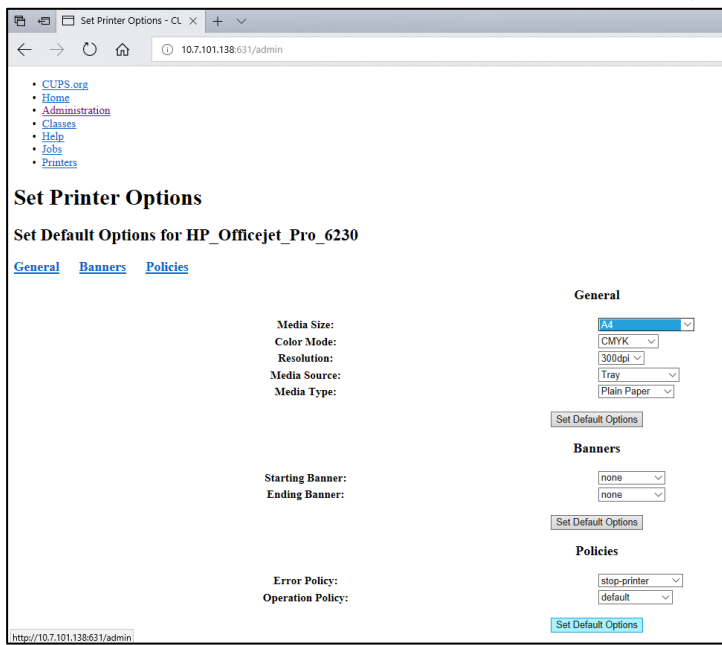 Set Printer Options - CU
10.7.101.138:631/admin
CUPS.org
Home
Administration
Classes
Help
Jobs
Printers
Set Printer Options
Set Default Options for HP_Officejet_Pro_6230
General Banners Policies
General
Media Size: A4
Color Mode: CMYK
Resolution: 300dpi
Media Source: Tray
Media Type: Plain Paper
Set Default Options
Banners
Starting Banner: none
Ending Banner: none
Set Default Options
Policies
Error Policy: stop-printer
Operation Policy: default
Set Default Options
http://10.7.101.138:631/admin